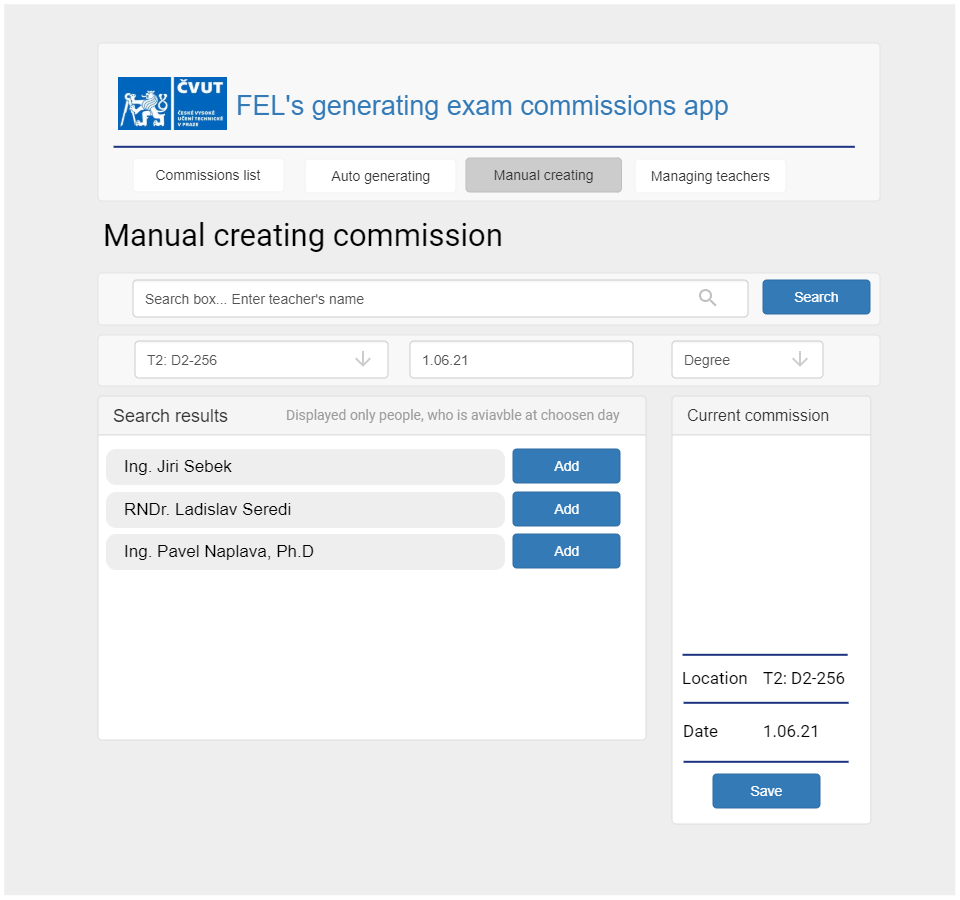 ČVUT
ČESKÉ VYSOKÉ
UČENÍ TECHNICKÉ
V PRAZE
FEL's generating exam commissions app
Commissions list
Auto generating
Manual creating
Managing teachers
Manual creating commission
Search box... Enter teacher's name
Search
T2: D2-256
1.06.21
Degree
Search results
Displayed only people, who is aviavble at choosen day
Ing. Jiri Sebek
Add
RNDr. Ladislav Seredi
Add
Ing. Pavel Naplava, Ph.D
Add
Current commission
Location T2: D2-256
Date 1.06.21
Save